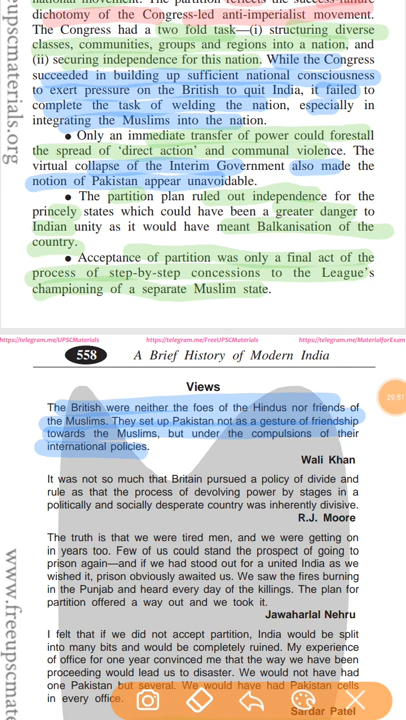 national movement. The partition reflects the success-failure
dichotomy of the Congress-led anti-imperialist movement.
The Congress had a two fold task—(i) structuring diverse
classes, communities, groups and regions into a nation, and
(ii) securing independence for this nation. While the Congress
succeeded in building up sufficient national consciousness
to exert pressure on the British to quit India, it failed to
complete the task of welding the nation, especially in
integrating the Muslims into the nation.
● Only an immediate transfer of power could forestall
the spread of 'direct action' and communal violence. The
virtual collapse of the Interim Government also made the
notion of Pakistan appear unavoidable.
● The partition plan ruled out independence for the
princely states which could have been a greater danger to
Indian unity as it would have meant Balkanisation of the
country.
● Acceptance of partition was only a final act of the
process of step-by-step concessions to the League's
championing of a separate Muslim state.
https://telegram.me/UPSCMaterials https://telegram.me/FreeUPSCMaterials https://telegram.me/MaterialforExam
558 A Brief History of Modern India
Views
The British were neither the foes of the Hindus nor friends of
the Muslims. They set up Pakistan not as a gesture of friendship
towards the Muslims, but under the compulsions of their
international policies.
Wali Khan
It was not so much that Britain pursued a policy of divide and
rule as that the process of devolving power by stages in a
politically and socially desperate country was inherently divisive.
R.J. Moore
The truth is that we were tired men, and we were getting on
in years too. Few of us could stand the prospect of going to
prison again—and if we had stood out for a united India as we
wished it, prison obviously awaited us. We saw the fires burning
in the Punjab and heard every day of the killings. The plan for
partition offered a way out and we took it.
Jawaharlal Nehru
I felt that if we did not accept partition, India would be split
into many bits and would be completely ruined. My experience
of office for one year convinced me that the way we have been
proceeding would lead us to disaster. We would not have had
one Pakistan but several. We would have had Pakistan cells
in every office.
Sardar Patel
eeupscmaterials.org
www.freeupscmate
29:51